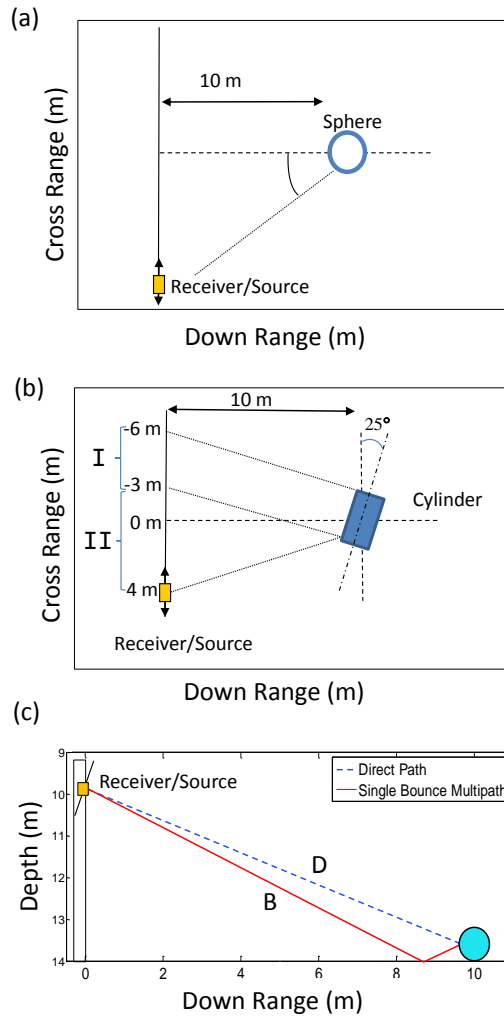 (a)
10 m
Sphere
Cross Range (m)
Receiver/Source
Down Range (m)
(b)
10 m
25°
-6 m
I
-3 m
Cylinder
0 m
II
4 m
Receiver/Source
Cross Range (m)
Down Range (m)
(c)
9
Receiver/Source
Direct Path
Single Bounce Multipath
10
11
D
12
B
13
14
Depth (m)
0 2 4 6 8 10
Down Range (m)